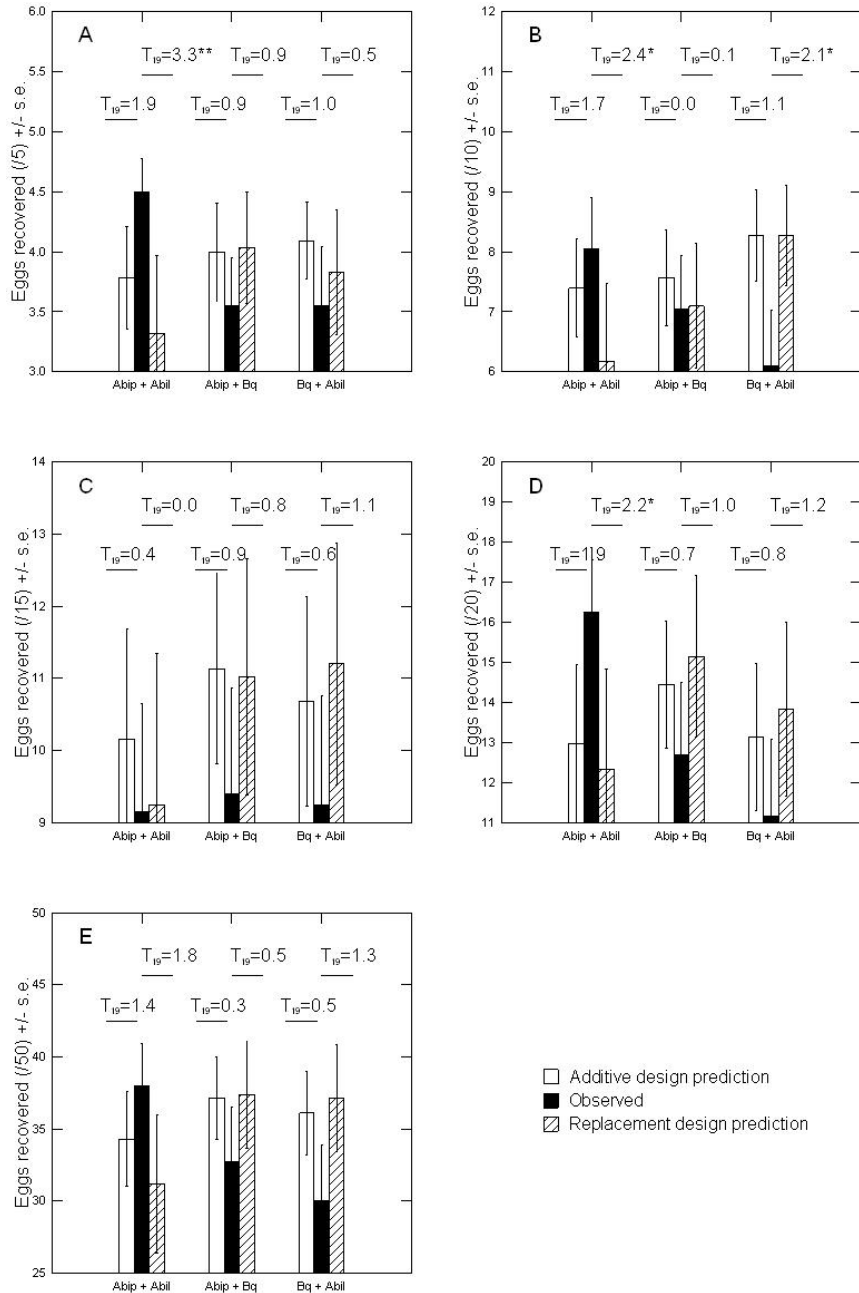 A
Eggs recovered (/5) +/- s.e.
6.0
5.5
5.0
4.5
4.0
3.5
3.0
T19=3.3** T19=0.9 T19=0.5
T19=1.9 T19=0.9 T19=1.0
Abip + Abil Abip + Bq Bq + Abil
B
Eggs recovered (/10) +/- s.e.
12
11
10
9
8
7
6
T19=2.4* T19=0.1 T19=2.1*
T19=1.7 T19=0.0 T19=1.1
Abip + Abil Abip + Bq Bq + Abil
C
Eggs recovered (/15) +/- s.e.
14
13
12
11
10
9
T19=0.0 T19=0.8 T19=1.1
T19=0.4 T19=0.9 T19=0.6
Abip + Abil Abip + Bq Bq + Abil
D
Eggs recovered (/20) +/- s.e.
20
19
18
17
16
15
14
13
12
11
T19=2.2* T19=1.0 T19=1.2
T19=1.9 T19=0.7 T19=0.8
Abip + Abil Abip + Bq Bq + Abil
E
Eggs recovered (/50) +/- s.e.
50
45
40
35
30
25
T19=1.8 T19=0.5 T19=1.3
T19=1.4 T19=0.3 T19=0.5
Abip + Abil Abip + Bq Bq + Abil
Additive design prediction
Observed
Replacement design prediction